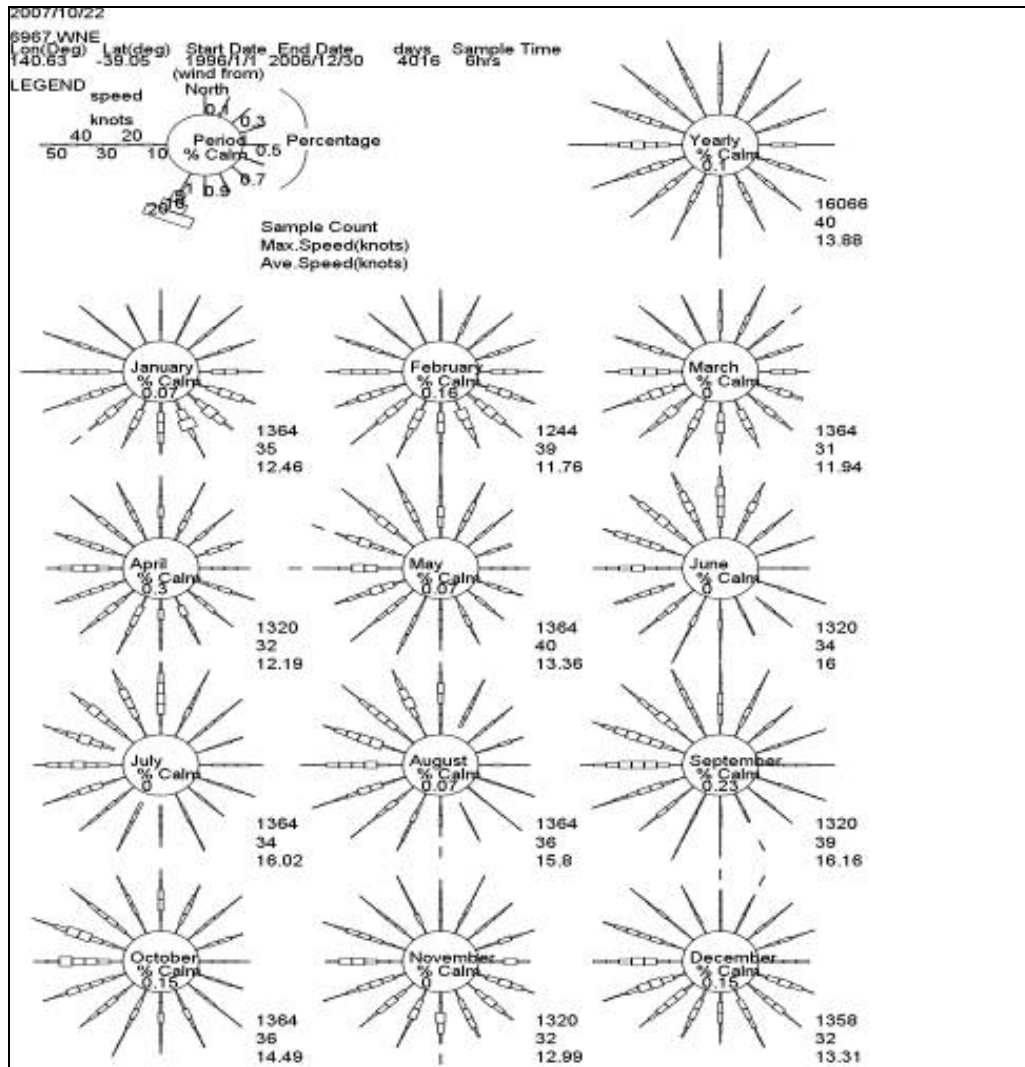 2007/10/22
6967.WNE
Lon(Deg) Lat(deg) Start Date End Date days Sample Time
140.63 -39.05 1996/1/1 2006/12/30 4016 6hrs
LEGEND
(wind from)
North
speed
knots
40 20
50 30 10
Period
% Calm
0.1
0.3
0.5
0.7
0.9
1
20
Percentage
Sample Count
Max.Speed(knots)
Ave.Speed(knots)
Yearly
% Calm
0.1
16066
40
13.88
January
% Calm
0.07
1364
35
12.46
February
% Calm
0.16
1244
39
11.76
March
% Calm
0
1364
31
11.94
April
% Calm
0.3
1320
32
12.19
May
% Calm
0.07
1364
40
13.36
June
% Calm
0
1320
34
16
July
% Calm
0
1364
34
16.02
August
% Calm
0.07
1364
36
15.8
September
% Calm
0.23
1320
39
16.16
October
% Calm
0.15
1364
36
14.49
November
% Calm
0
1320
32
12.99
December
% Calm
0.15
1358
32
13.31